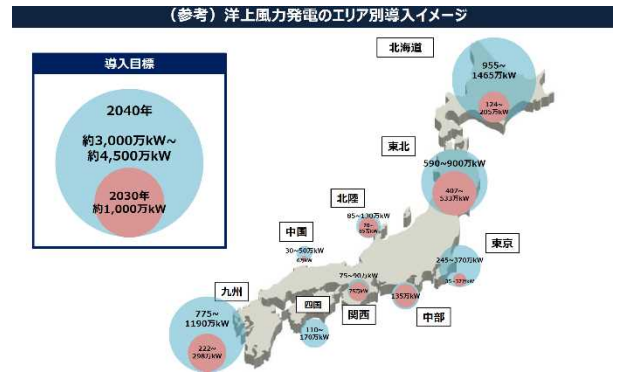 （参考）洋上風力発電のエリア別導入イメージ
導入目標
2040年
約3,000万kW~
約4,500万kW
2030年
約1,000万kW
北海道
955~
1465万kW
124~
205万kW
東北
590~900万kW
407~
533万kW
北陸
85~130万kW
中国
30~50万kW
東京
245~370万kW
九州
775~
1190万kW
222~
298万kW
四国
110~
170万kW
75~90万kW
関西
135万kW
中部